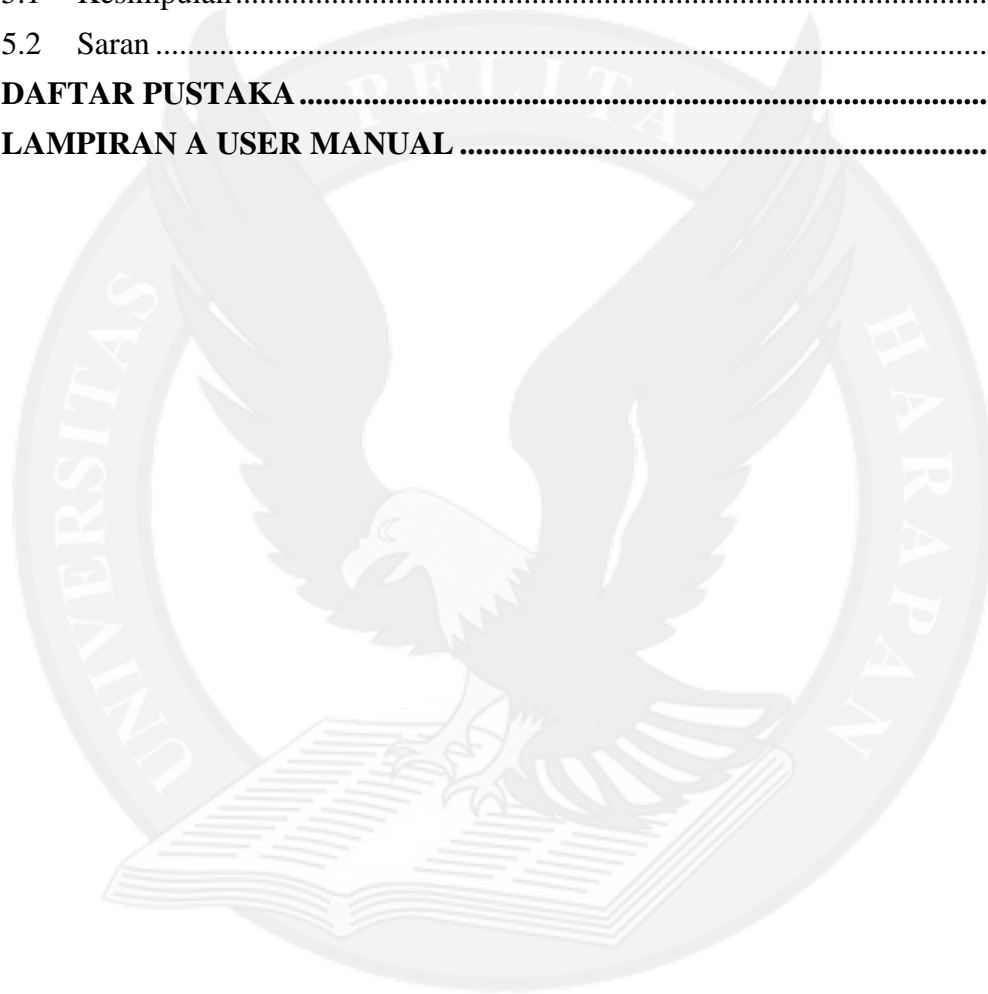 5.1 Kesimpulan................................................................................................
5.2 Saran.........................................................................................................
DAFTAR PUSTAKA.......................................................................................
LAMPIRAN A USER MANUAL...................................................................
UNIVERSITAS PELITA HARAPAN